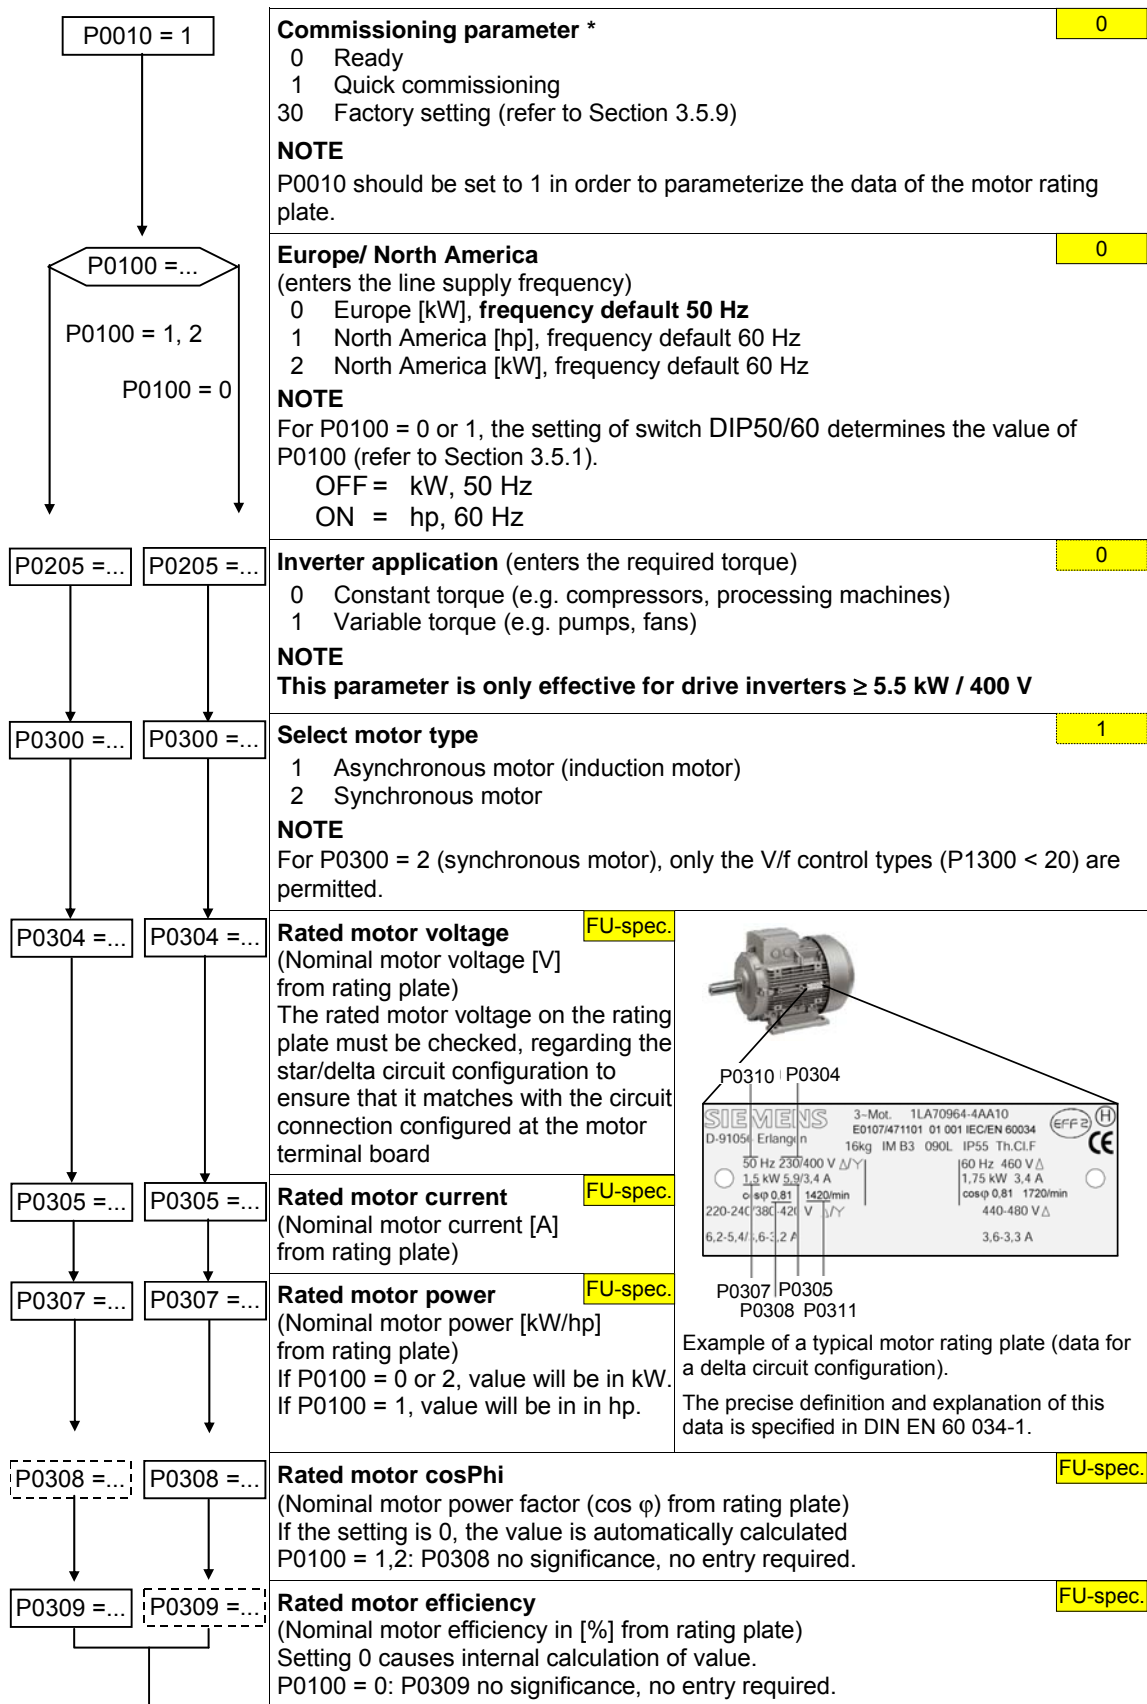 P0010 = 1
Commissioning parameter *
0
0 Ready
1 Quick commissioning
30 Factory setting (refer to Section 3.5.9)
NOTE
P0010 should be set to 1 in order to parameterize the data of the motor rating
plate.
P0100 =...
P0100 = 1, 2
P0100 = 0
Europe/ North America
0
(enters the line supply frequency)
0 Europe [kW], frequency default 50 Hz
1 North America [hp], frequency default 60 Hz
2 North America [kW], frequency default 60 Hz
NOTE
For P0100 = 0 or 1, the setting of switch DIP50/60 determines the value of
P0100 (refer to Section 3.5.1).
OFF = kW, 50 Hz
ON = hp, 60 Hz
P0205 =... P0205 =...
Inverter application (enters the required torque)
0
0 Constant torque (e.g. compressors, processing machines)
1 Variable torque (e.g. pumps, fans)
NOTE
This parameter is only effective for drive inverters ≥ 5.5 kW / 400 V
P0300 =... P0300 =...
Select motor type
1
1 Asynchronous motor (induction motor)
2 Synchronous motor
NOTE
For P0300 = 2 (synchronous motor), only the V/f control types (P1300 < 20) are
permitted.
P0304 =... P0304 =...
Rated motor voltage
FU-spec.
(Nominal motor voltage [V]
from rating plate)
The rated motor voltage on the rating
plate must be checked, regarding the
star/delta circuit configuration to
ensure that it matches with the circuit
connection configured at the motor
terminal board
P0305 =... P0305 =...
Rated motor current
FU-spec.
(Nominal motor current [A]
from rating plate)
P0307 =... P0307 =...
Rated motor power
FU-spec.
(Nominal motor power [kW/hp]
from rating plate)
If P0100 = 0 or 2, value will be in kW.
If P0100 = 1, value will be in in hp.
P0310 P0304
SIEMENS 3~Mot. 1LA70964-4AA10
E0107/471101 01 001 IEC/EN 60034
EFF2 H
CE
D-91056 Erlangen 16kg IM B3 090L IP55 Th.Cl.F
50 Hz 230/400 V Δ/Y 60 Hz 460 V Δ
1,5 kW 5,9/3,4 A 1,75 kW 3,4 A
cosφ 0,81 1420/min cosφ 0,81 1720/min
220-240/380-420 V Δ/Y 440-480 V Δ
6,2-5,4/3,6-3,2 A 3,6-3,3 A
P0307 P0305
P0308 P0311
Example of a typical motor rating plate (data for
a delta circuit configuration).
The precise definition and explanation of this
data is specified in DIN EN 60 034-1.
P0308 =... P0308 =...
Rated motor cosPhi
FU-spec.
(Nominal motor power factor (cos φ) from rating plate)
If the setting is 0, the value is automatically calculated
P0100 = 1,2: P0308 no significance, no entry required.
P0309 =... P0309 =...
Rated motor efficiency
FU-spec.
(Nominal motor efficiency in [%] from rating plate)
Setting 0 causes internal calculation of value.
P0100 = 0: P0309 no significance, no entry required.